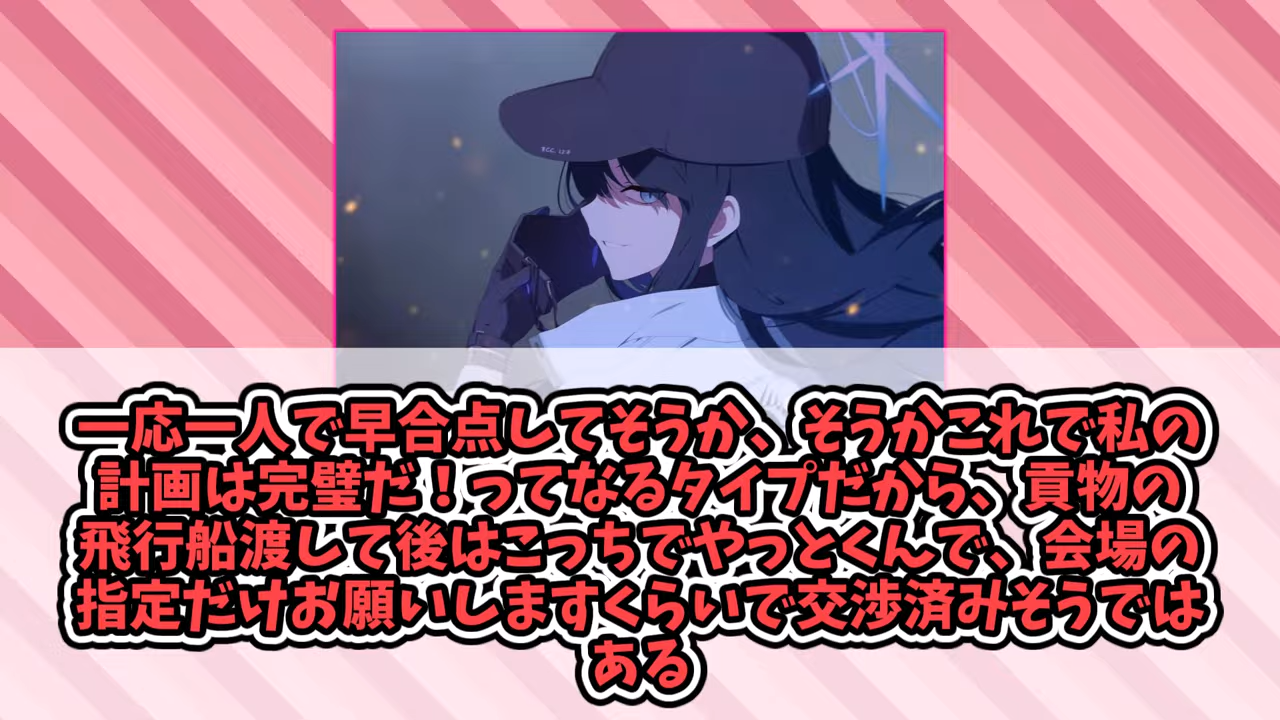 一応一人で早合点してそうか、そうかこれで私の
計画は完璧だ！ってなるタイプだから、貢物の
飛行船渡して後はこっちでやっとくんで、会場の
指定だけお願いしますくらいで交渉済みそうでは
ある